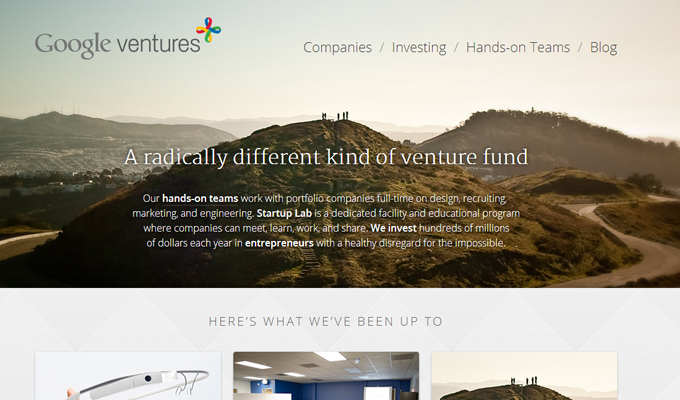 Google ventures
Companies / Investing / Hands-on Teams / Blog
A radically different kind of venture fund
Our hands-on teams work with portfolio companies full-time on design, recruiting,
marketing, and engineering. Startup Lab is a dedicated facility and educational program
where companies can meet, learn, work, and share. We invest hundreds of millions
of dollars each year in entrepreneurs with a healthy disregard for the impossible.
HERE'S WHAT WE'VE BEEN UP TO